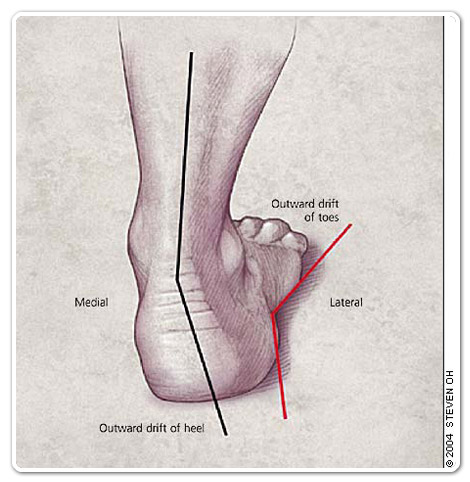 Outward drift
of toes
Medial
Lateral
Outward drift of heel
© 2004 STEVEN OH